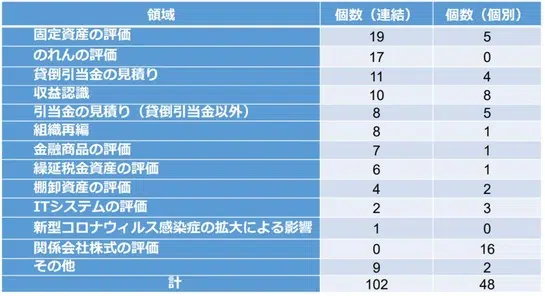 領域 個数（連結） 個数（個別）
固定資産の評価 19 5
のれんの評価 17 0
貸倒引当金の見積り 11 4
収益認識 10 8
引当金の見積り（貸倒引当金以外） 8 5
組織再編 8 1
金融商品の評価 7 1
繰延税金資産の評価 6 1
棚卸資産の評価 4 2
ITシステムの評価 2 3
新型コロナウィルス感染症の拡大による影響 1 0
関係会社株式の評価 0 16
その他 9 2
計 102 48